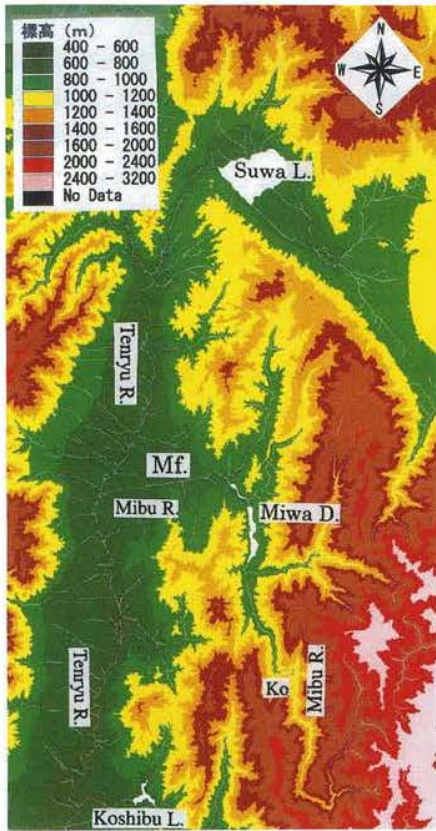 標高 (m)
400 - 600
600 - 800
800 - 1000
1000 - 1200
1200 - 1400
1400 - 1600
1600 - 2000
2000 - 2400
2400 - 3200
No Data
N
W E
S
Suwa L.
Tenryu R.
Mf.
Mibu R.
Miwa D.
Ko
Mibu R.
Tenryu R.
Koshibu L.